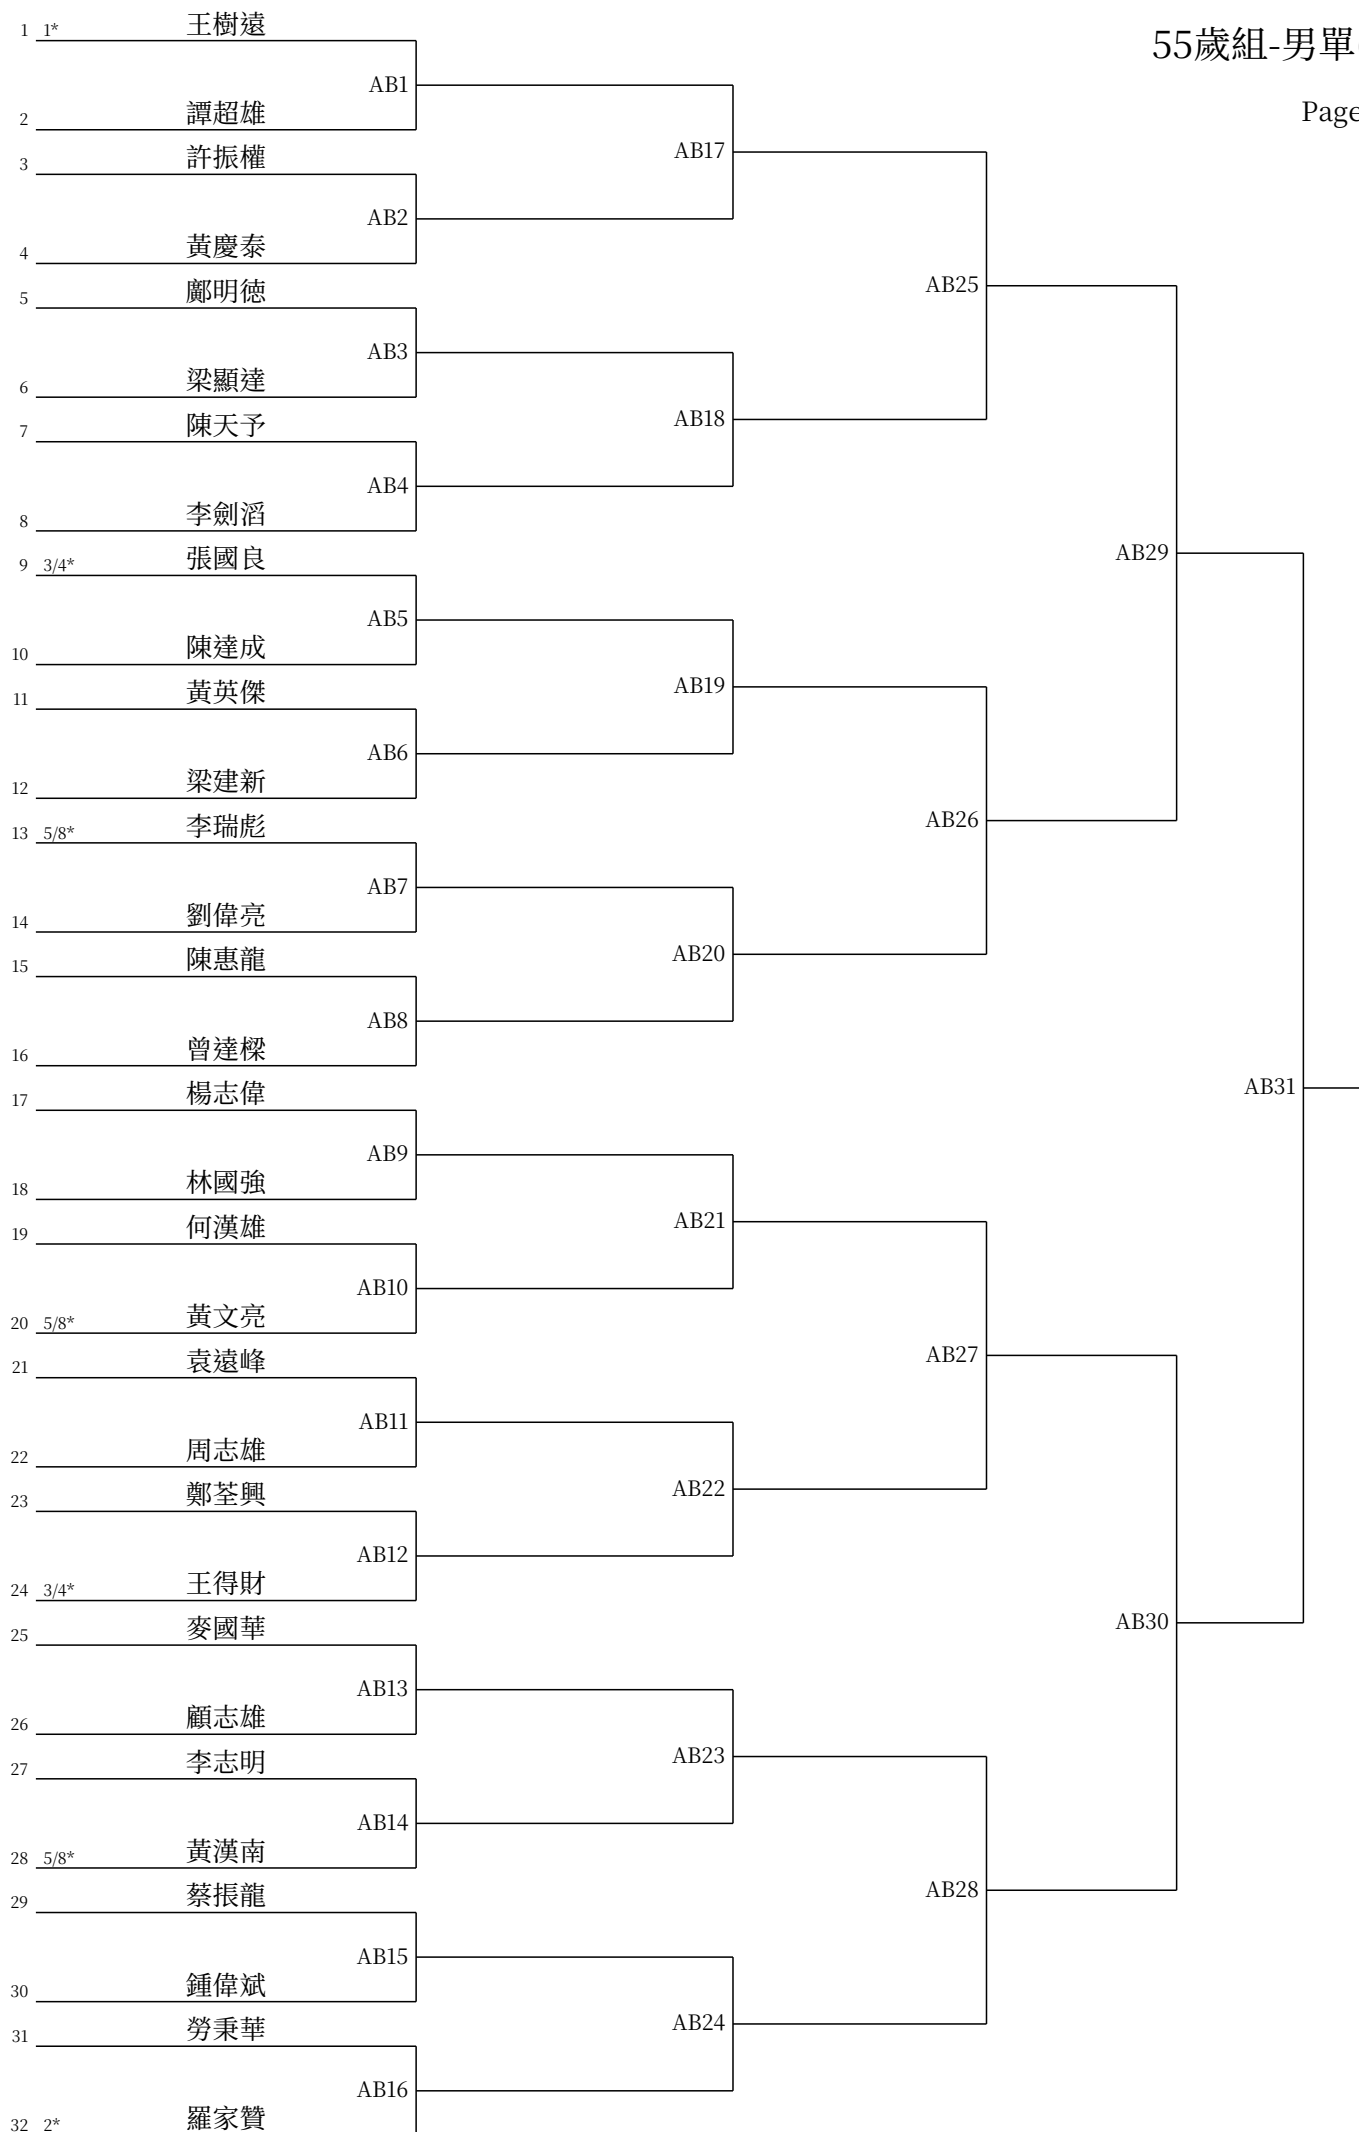 55歲組-男單
Page
1 1* 王樹遠
AB1
2 譚超雄
AB17
3 許振權
AB2
4 黃慶泰
AB25
5 鄺明德
AB3
6 梁顯達
AB18
7 陳天予
AB4
8 李劍滔
AB29
9 3/4* 張國良
AB5
10 陳達成
AB19
11 黃英傑
AB6
12 梁建新
AB26
13 5/8* 李瑞彪
AB7
14 劉偉亮
AB20
15 陳惠龍
AB8
16 曾達樑
AB31
17 楊志偉
AB9
18 林國強
AB21
19 何漢雄
AB10
20 5/8* 黃文亮
AB27
21 袁遠峰
AB11
22 周志雄
AB22
23 鄭荃興
AB12
24 3/4* 王得財
AB30
25 麥國華
AB13
26 顧志雄
AB23
27 李志明
AB14
28 5/8* 黃漢南
AB28
29 蔡振龍
AB15
30 鍾偉斌
AB24
31 勞秉華
AB16
32 2* 羅家贊